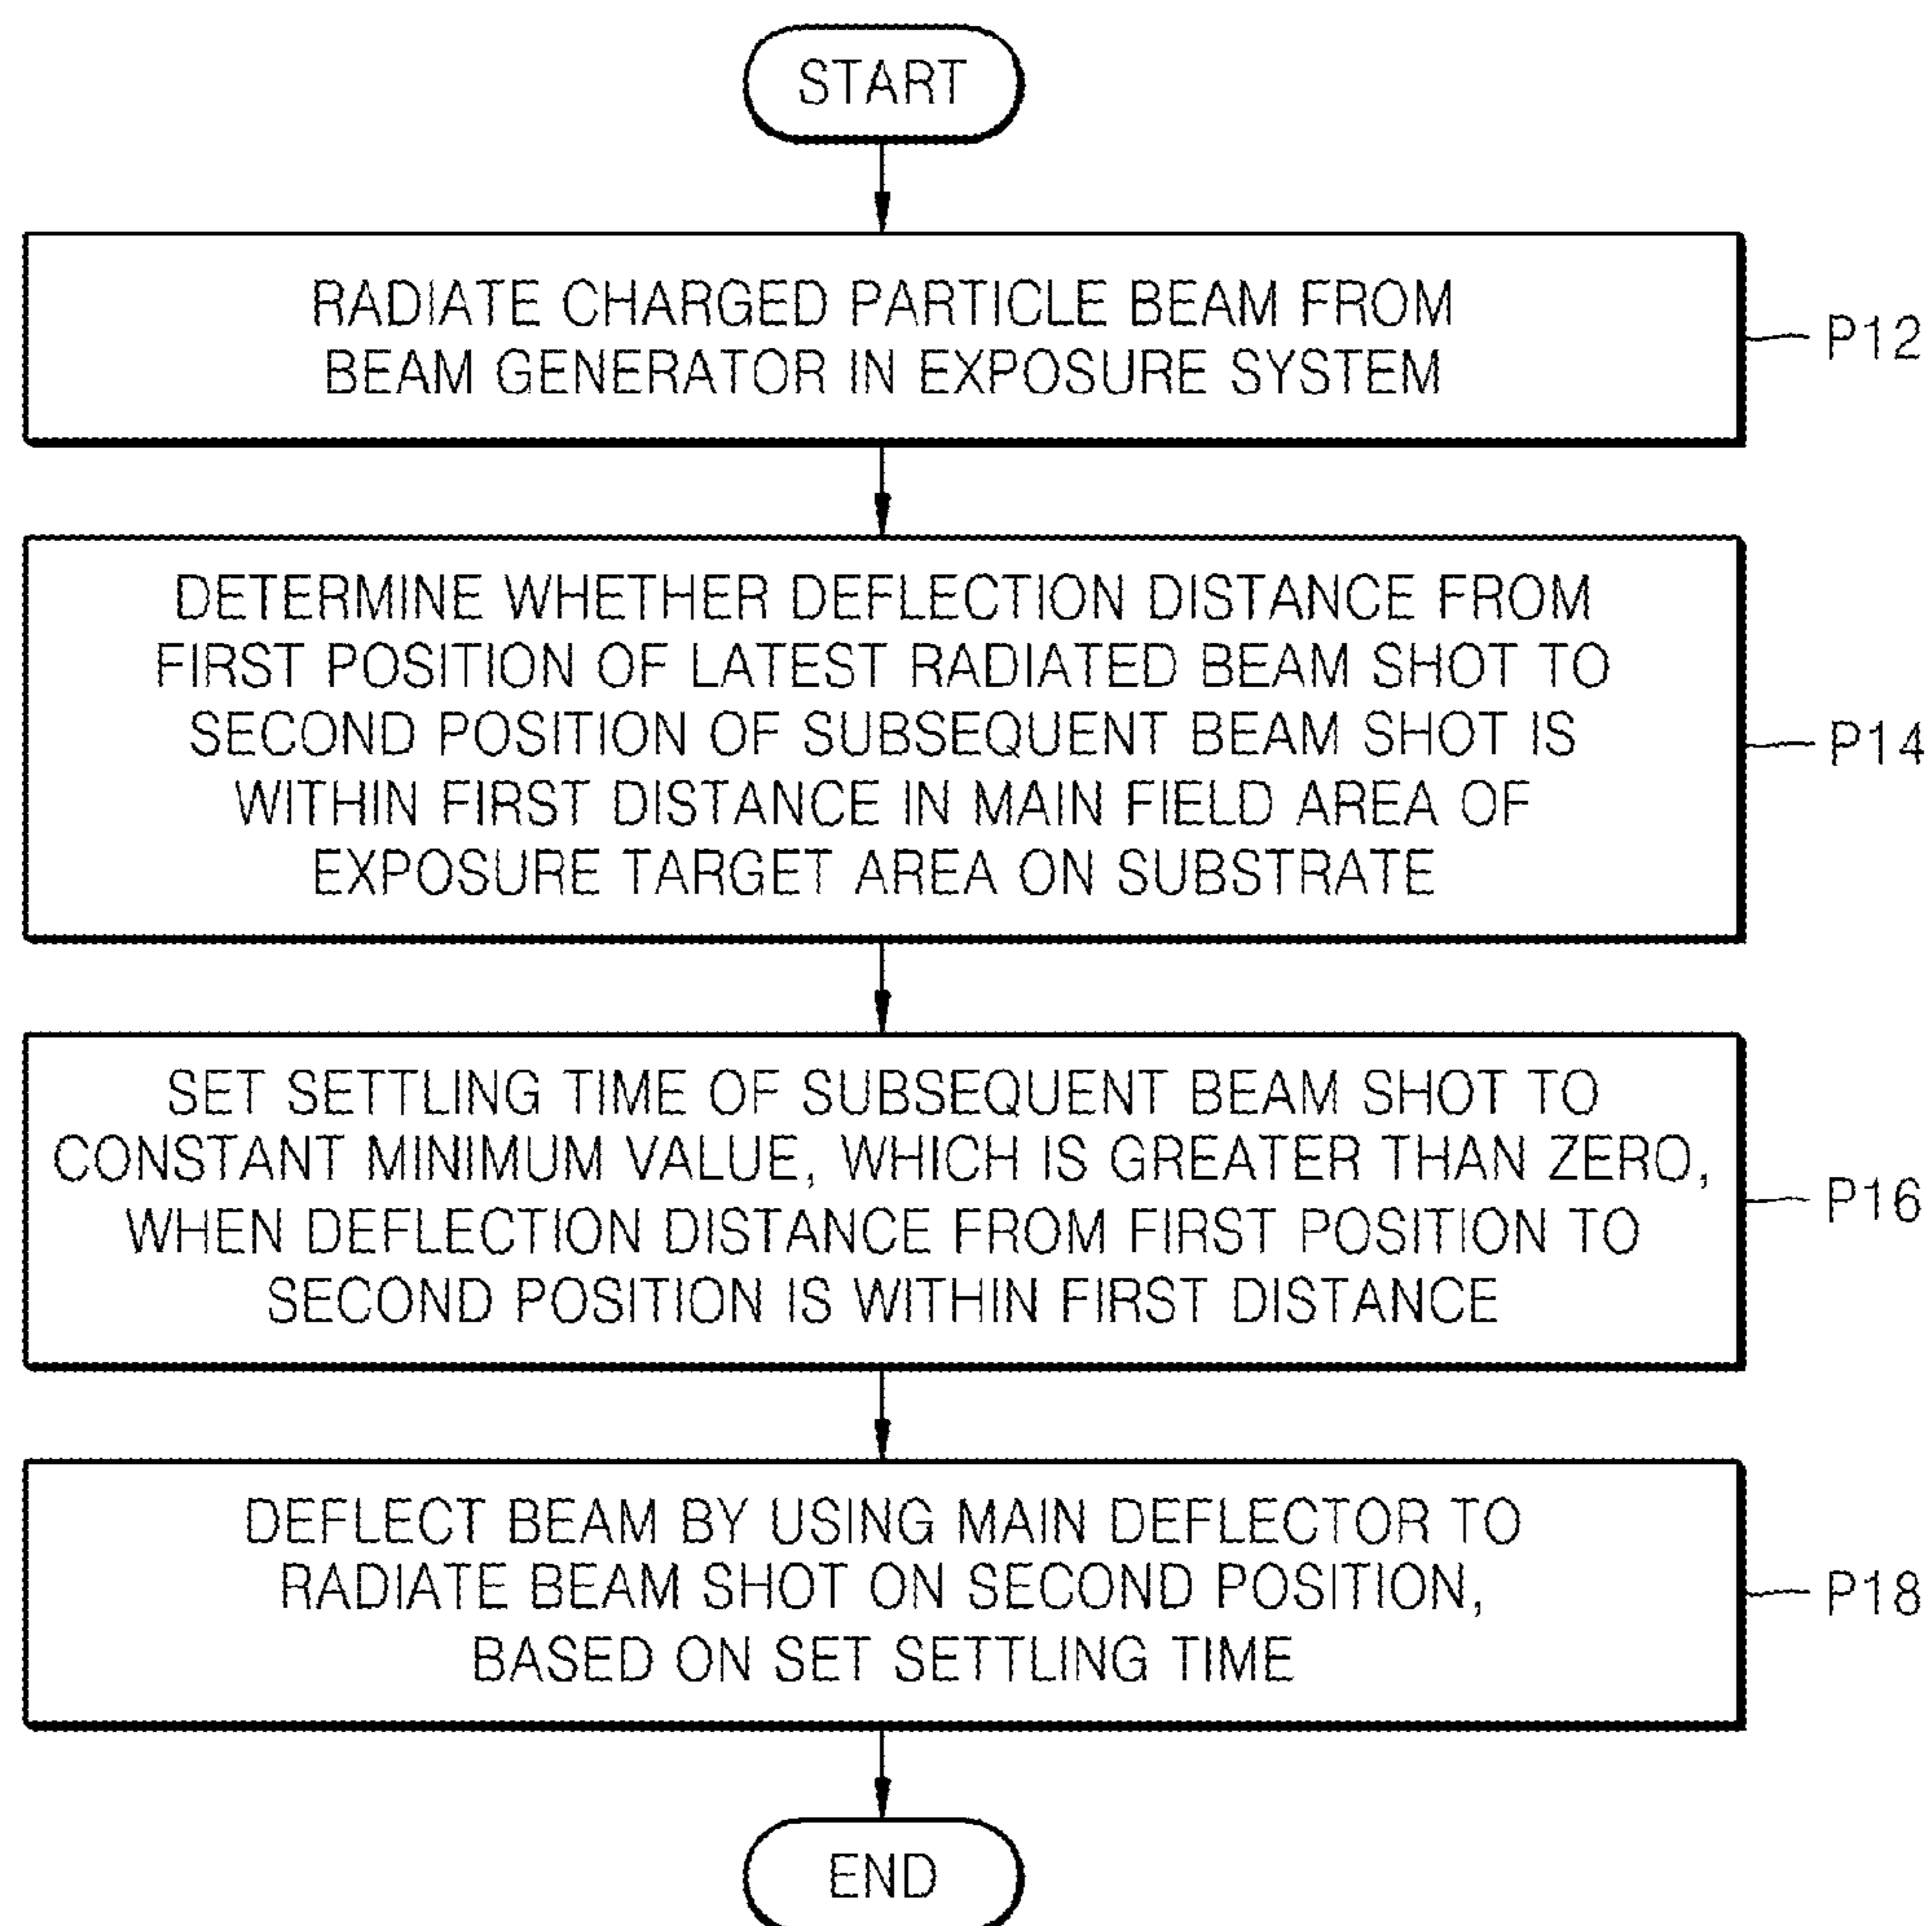 START
RADIATE CHARGED PARTICLE BEAM FROM
BEAM GENERATOR IN EXPOSURE SYSTEM
P12
DETERMINE WHETHER DEFLECTION DISTANCE FROM
FIRST POSITION OF LATEST RADIATED BEAM SHOT TO
SECOND POSITION OF SUBSEQUENT BEAM SHOT IS
WITHIN FIRST DISTANCE IN MAIN FIELD AREA OF
EXPOSURE TARGET AREA ON SUBSTRATE
P14
SET SETTLING TIME OF SUBSEQUENT BEAM SHOT TO
CONSTANT MINIMUM VALUE, WHICH IS GREATER THAN ZERO,
WHEN DEFLECTION DISTANCE FROM FIRST POSITION TO
SECOND POSITION IS WITHIN FIRST DISTANCE
P16
DEFLECT BEAM BY USING MAIN DEFLECTOR TO
RADIATE BEAM SHOT ON SECOND POSITION,
BASED ON SET SETTLING TIME
P18
END